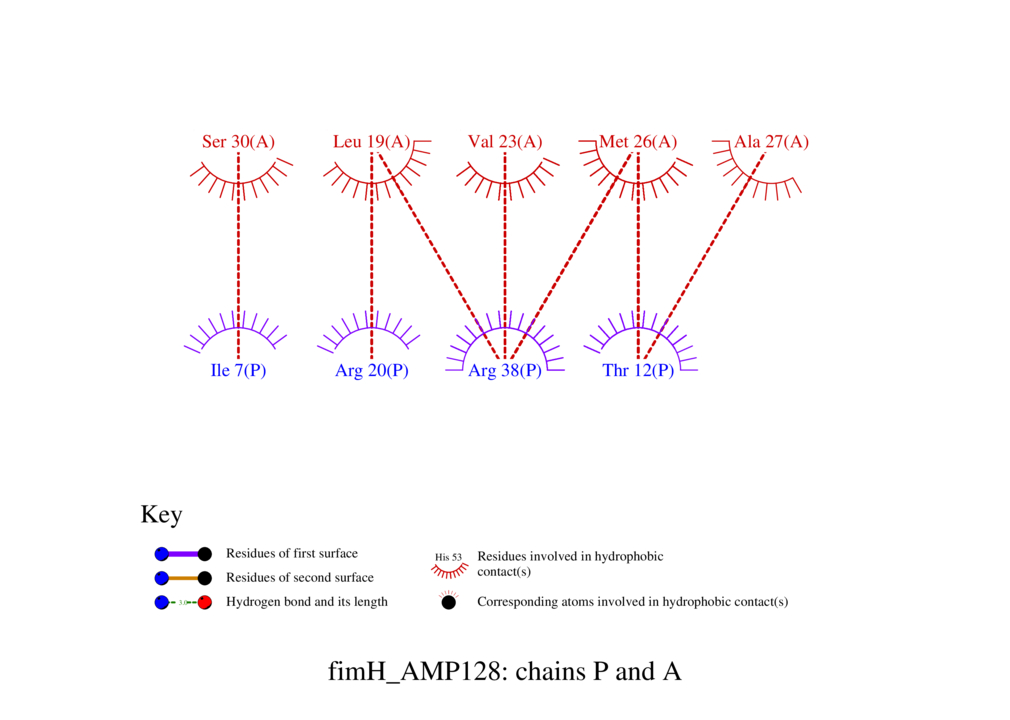 Ser 30(A) Leu 19(A) Val 23(A) Met 26(A) Ala 27(A)
Ile 7(P) Arg 20(P) Arg 38(P) Thr 12(P)
Key
Residues of first surface
Residues of second surface
3.0
Hydrogen bond and its length
His 53
Residues involved in hydrophobic
contact(s)
Corresponding atoms involved in hydrophobic contact(s)
fimH_AMP128: chains P and A